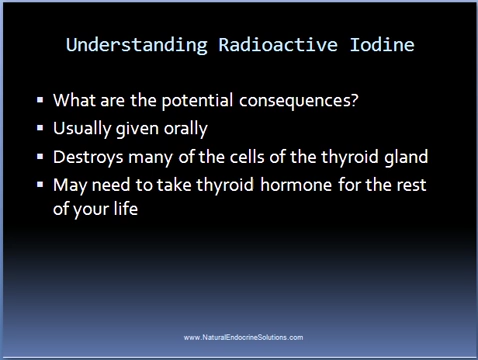 Understanding Radioactive Iodine
▪ What are the potential consequences?
▪ Usually given orally
▪ Destroys many of the cells of the thyroid gland
▪ May need to take thyroid hormone for the rest
of your life
www.NaturalEndocrineSolutions.com